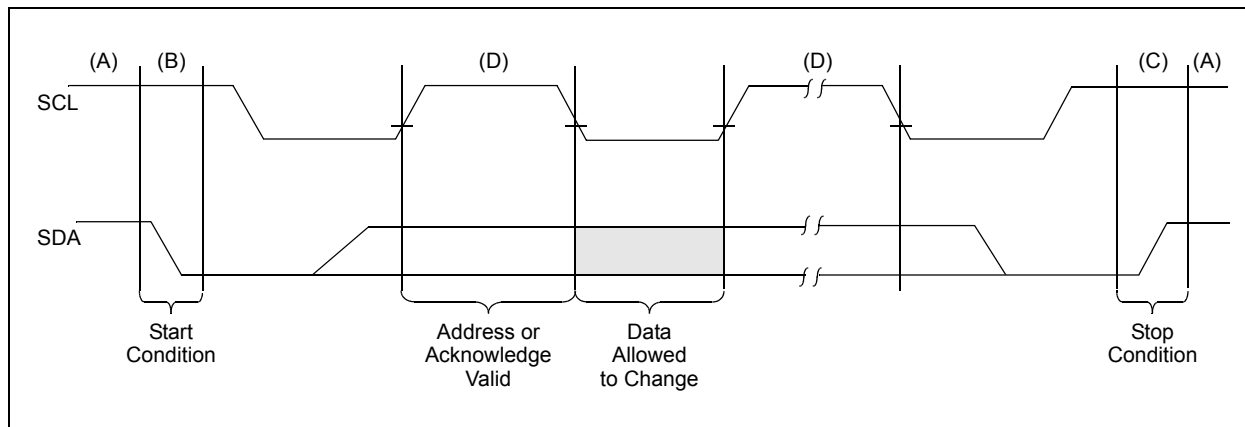 (A) (B) (D) (D) (C) (A)
SCL
SDA
Start
Condition
Address or
Acknowledge
Valid
Data
Allowed
to Change
Stop
Condition